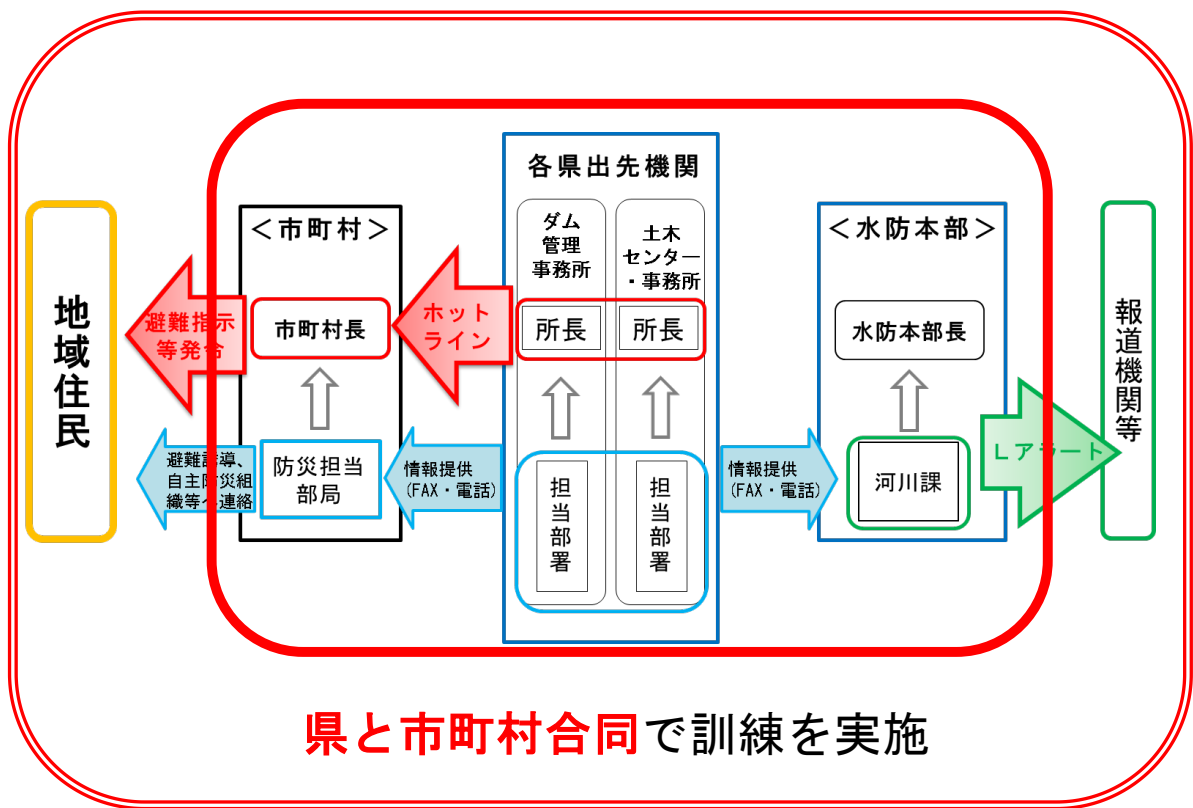 各県出先機関
ダム
管理
事務所
土木
センター
・事務所
所長
所長
担当部署
担当部署
ホット
ライン
情報提供
(FAX・電話)
情報提供
(FAX・電話)
＜市町村＞
市町村長
防災担当
部局
避難指示
等発令
避難誘導、
自主防災組
織等へ連絡
地域住民
＜水防本部＞
水防本部長
河川課
Ｌアラート
報道機関等
県と市町村合同で訓練を実施